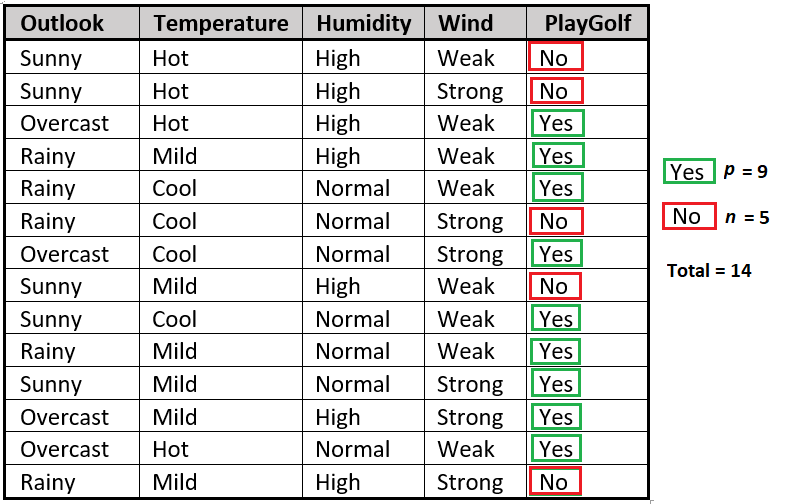 Outlook Temperature Humidity Wind PlayGolf
Sunny Hot High Weak No
Sunny Hot High Strong No
Overcast Hot High Weak Yes
Rainy Mild High Weak Yes
Rainy Cool Normal Weak Yes
Rainy Cool Normal Strong No
Overcast Cool Normal Strong Yes
Sunny Mild High Weak No
Sunny Cool Normal Weak Yes
Rainy Mild Normal Weak Yes
Sunny Mild Normal Strong Yes
Overcast Mild High Strong Yes
Overcast Hot Normal Weak Yes
Rainy Mild High Strong No
Yes p = 9
No n = 5
Total = 14